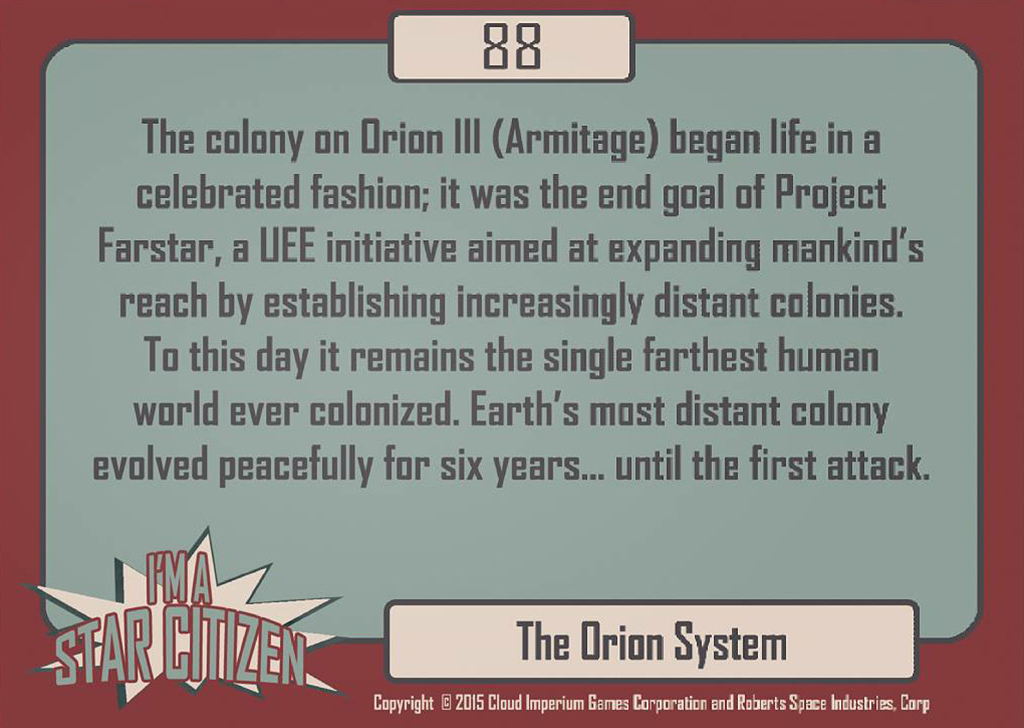 88
The colony on Orion III (Armitage) began life in a
celebrated fashion; it was the end goal of Project
Farstar, a UEE initiative aimed at expanding mankind's
reach by establishing increasingly distant colonies.
To this day it remains the single farthest human
world ever colonized. Earth's most distant colony
evolved peacefully for six years... until the first attack.
I'M A
STAR CITIZEN
The Orion System
Copyright © 2015 Cloud Imperium Games Corporation and Roberts Space Industries, Corp